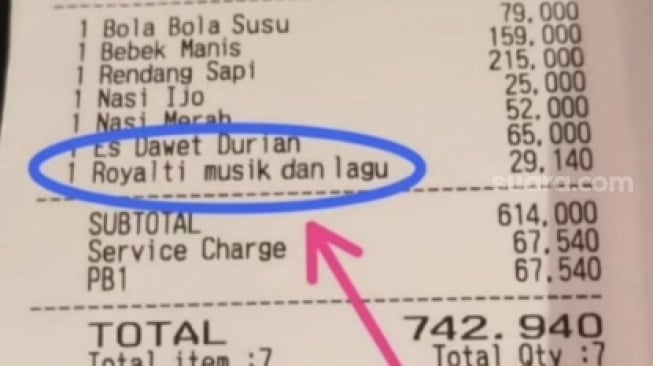 1 Bola Bola Susu 79,000
1 Bebek Manis 159,000
1 Rendang Sapi 215,000
1 Nasi Ijo 25,000
1 Nasi Merah 52,000
1 Es Dawet Durian 65,000
1 Royalti musik dan lagu 29,140
suara.com
SUBTOTAL 614,000
Service Charge 67,540
PB1 67,540
TOTAL 742.940
Total item :7 Total Qty :7